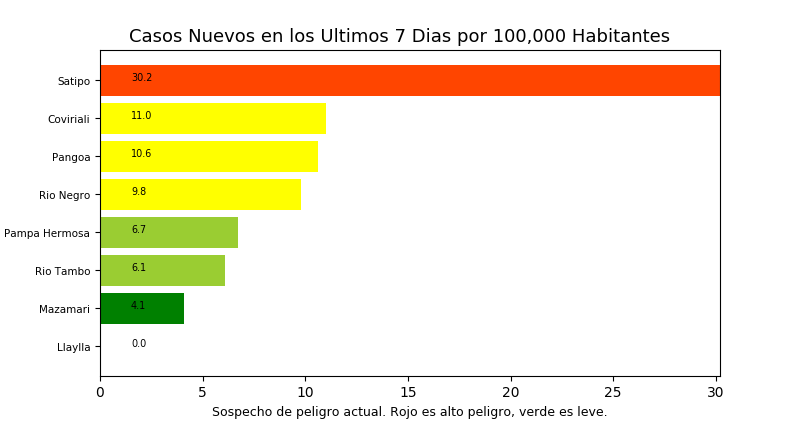 Casos Nuevos en los Ultimos 7 Dias por 100,000 Habitantes
Satipo 30.2
Coviriali 11.0
Pangoa 10.6
Rio Negro 9.8
Pampa Hermosa 6.7
Rio Tambo 6.1
Mazamari 4.1
Llaylla 0.0
0 5 10 15 20 25 30
Sospecho de peligro actual. Rojo es alto peligro, verde es leve.